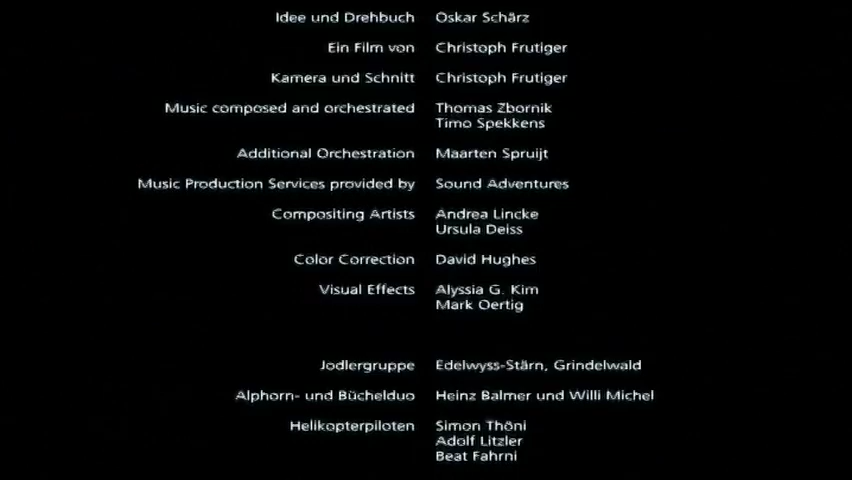 Idee und Drehbuch Oskar Schärz
Ein Film von Christoph Frutiger
Kamera und Schnitt Christoph Frutiger
Music composed and orchestrated Thomas Zbornik
Timo Spekkens
Additional Orchestration Maarten Spruijt
Music Production Services provided by Sound Adventures
Compositing Artists Andrea Lincke
Ursula Deiss
Color Correction David Hughes
Visual Effects Alyssia G. Kim
Mark Oertig
Jodlergruppe Edelwyss-Stärn, Grindelwald
Alphorn- und Büchelduo Heinz Balmer und Willi Michel
Helikopterpiloten Simon Thöni
Adolf Litzler
Beat Fahrni